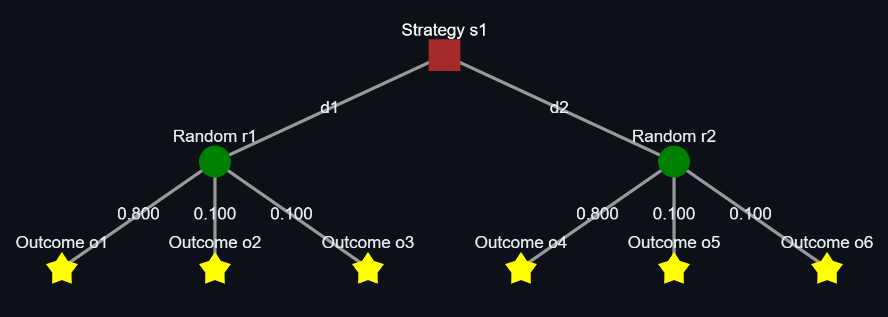 Strategy s1
d1
d2
Random r1
Random r2
0.800
0.100
0.100
0.800
0.100
0.100
Outcome o1
Outcome o2
Outcome o3
Outcome o4
Outcome o5
Outcome o6